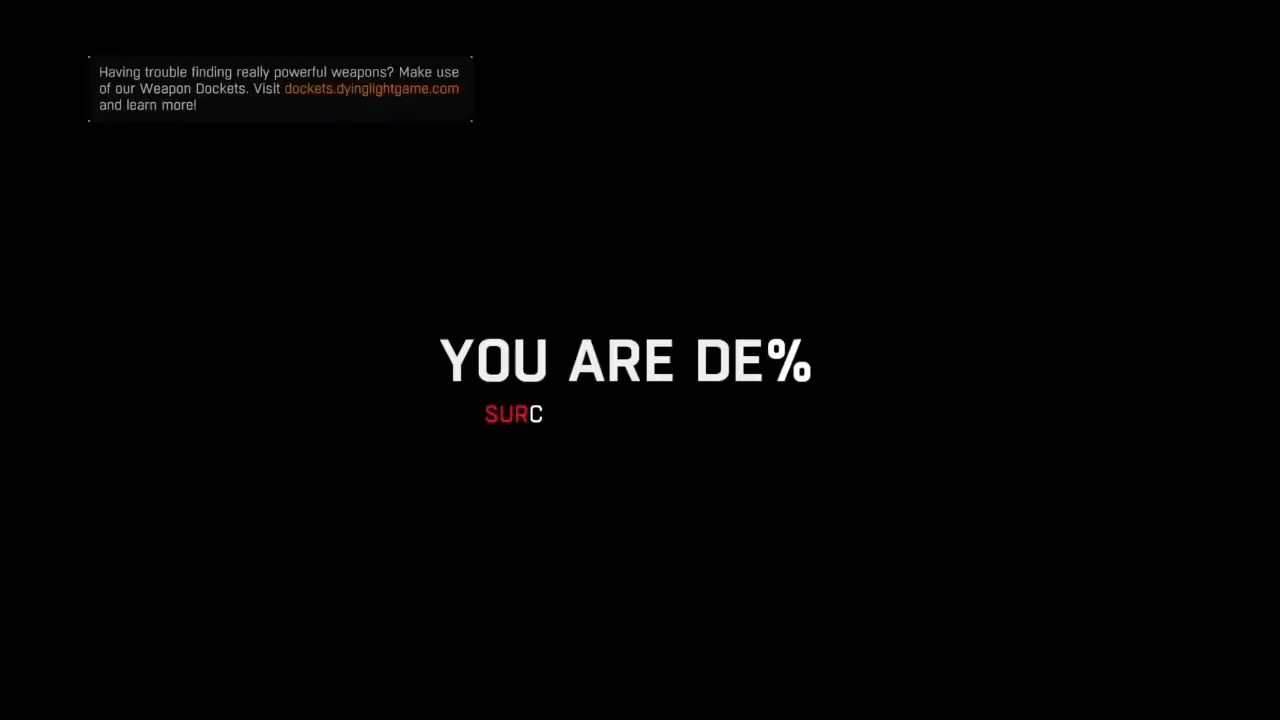 Having trouble finding really powerful weapons? Make use
of our Weapon Dockets. Visit dockets.dyinglightgame.com
and learn more!
YOU ARE DE%
SURC